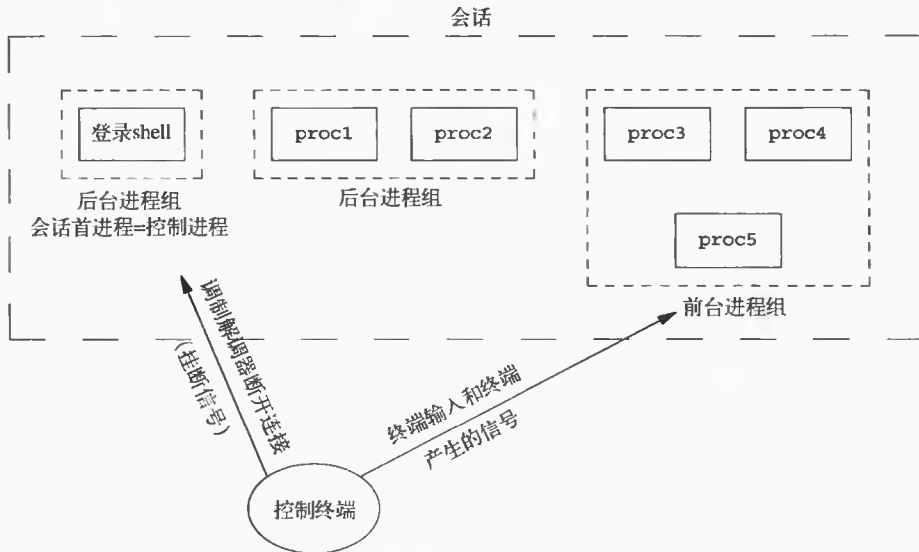 会话
登录shell
proc1
proc2
proc3
proc4
后台进程组
会话首进程=控制进程
后台进程组
proc5
前台进程组
调制解调器断开连接
(挂断信号)
终端输入和终端
产生的信号
控制终端